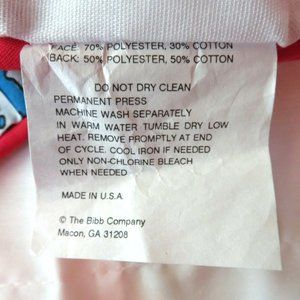 FACE: 70% POLYESTER, 30% COTTON
BACK: 50% POLYESTER, 50% COTTON
DO NOT DRY CLEAN
PERMANENT PRESS
MACHINE WASH SEPARATELY
IN WARM WATER TUMBLE DRY LOW
HEAT. REMOVE PROMPTLY AT END
OF CYCLE. COOL IRON IF NEEDED
ONLY NON-CHLORINE BLEACH
WHEN NEEDED
MADE IN U.S.A.
© The Bibb Company
Macon, GA 31208